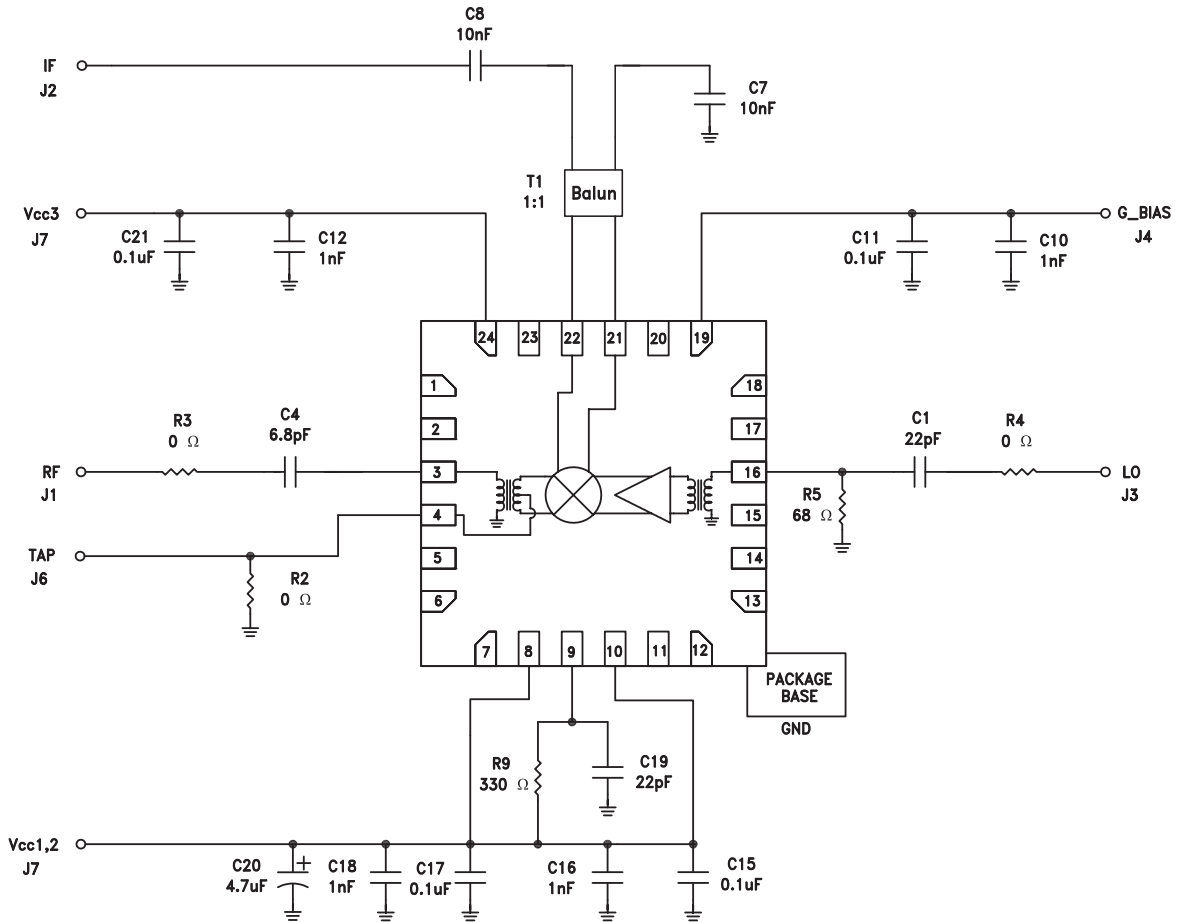 C8
10nF
IF
J2
C7
10nF
T1
1:1
Balun
Vcc3
J7
C21
0.1uF
C12
1nF
C11
0.1uF
C10
1nF
G_BIAS
J4
24
23
22
21
20
19
1
2
3
4
5
6
18
17
16
15
14
13
R3
0 Ω
C4
6.8pF
RF
J1
TAP
J6
R2
0 Ω
C1
22pF
R4
0 Ω
LO
J3
R5
68 Ω
7
8
9
10
11
12
PACKAGE
BASE
GND
R9
330 Ω
C19
22pF
Vcc1,2
J7
C20
4.7uF
+
C18
1nF
C17
0.1uF
C16
1nF
C15
0.1uF